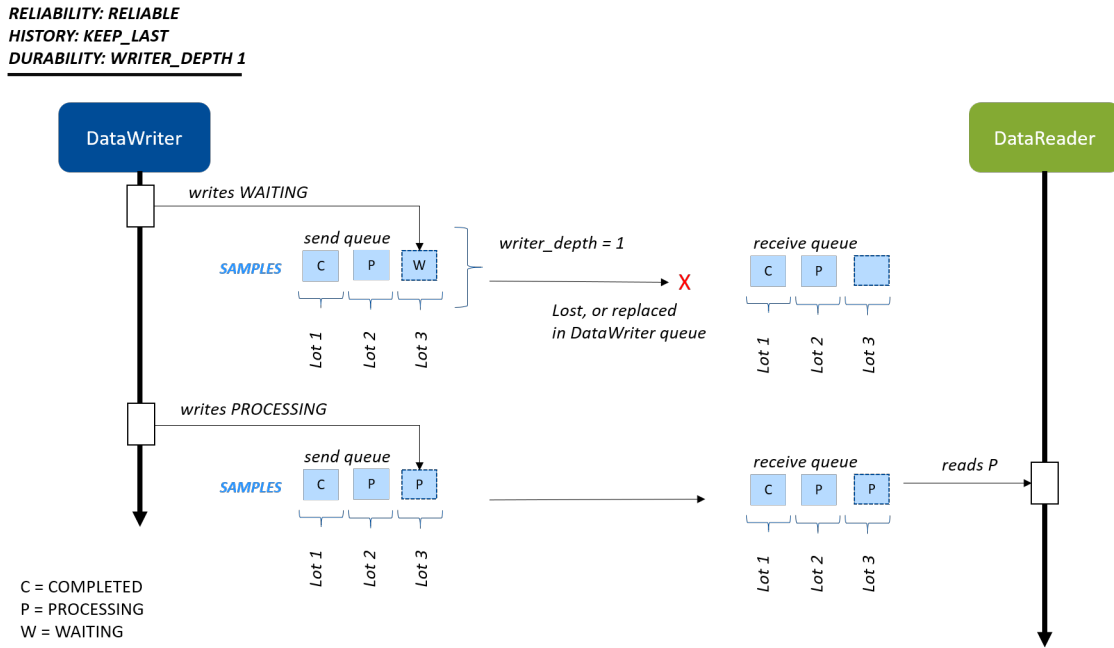 RELIABILITY: RELIABLE
HISTORY: KEEP_LAST
DURABILITY: WRITER_DEPTH 1
DataWriter
DataReader
writes WAITING
send queue
writer_depth = 1
receive queue
SAMPLES
C
P
W
C
P
X
Lost, or replaced
in DataWriter queue
Lot 1
Lot 2
Lot 3
Lot 1
Lot 2
Lot 3
writes PROCESSING
send queue
receive queue
reads P
SAMPLES
C
P
P
C
P
P
Lot 1
Lot 2
Lot 3
Lot 1
Lot 2
Lot 3
C = COMPLETED
P = PROCESSING
W = WAITING